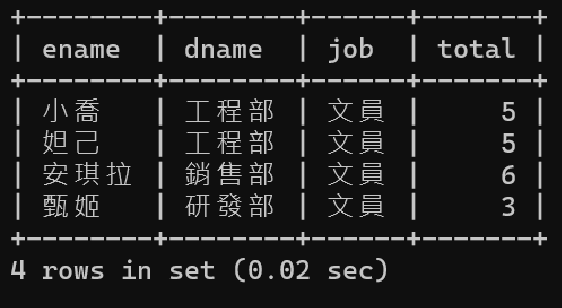 +--------+--------+------+-------+
| ename | dname | job | total |
+--------+--------+------+-------+
| 小喬 | 工程部 | 文員 | 5 |
| 妲己 | 工程部 | 文員 | 5 |
| 安琪拉 | 銷售部 | 文員 | 6 |
| 甄姬 | 研發部 | 文員 | 3 |
+--------+--------+------+-------+
4 rows in set (0.02 sec)